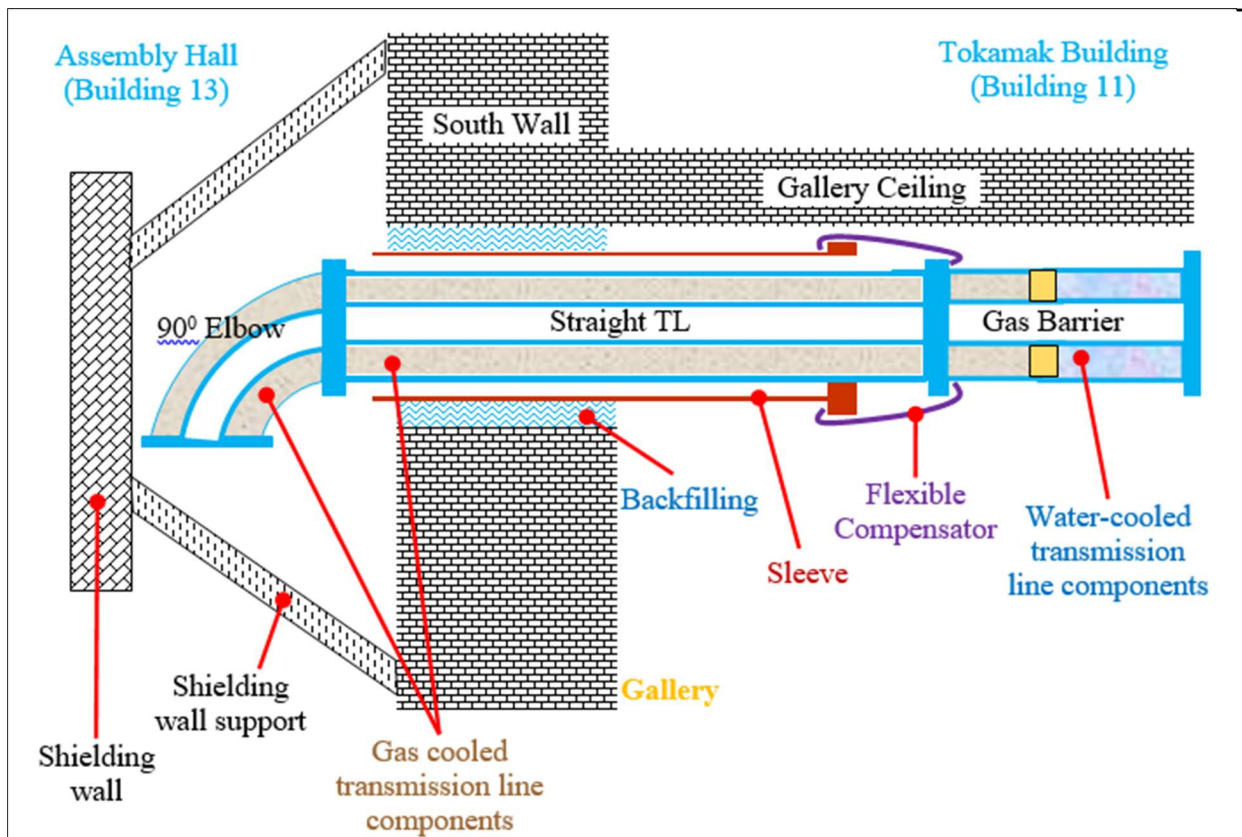 Assembly Hall
(Building 13)
Tokamak Building
(Building 11)
South Wall
Gallery Ceiling
90⁰ Elbow
Straight TL
Gas Barrier
Backfilling
Flexible
Compensator
Water-cooled
transmission
line components
Sleeve
Shielding
wall support
Gallery
Shielding
wall
Gas cooled
transmission line
components